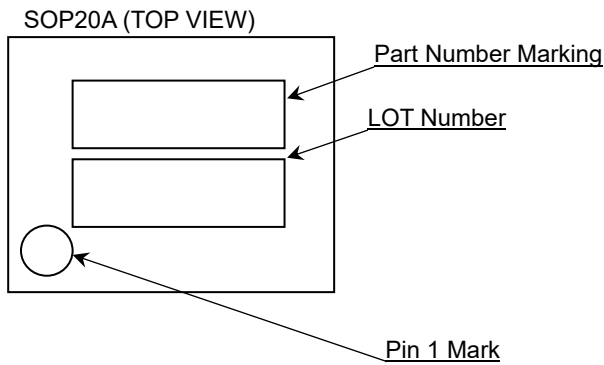 SOP20A (TOP VIEW)
Part Number Marking
LOT Number
Pin 1 Mark